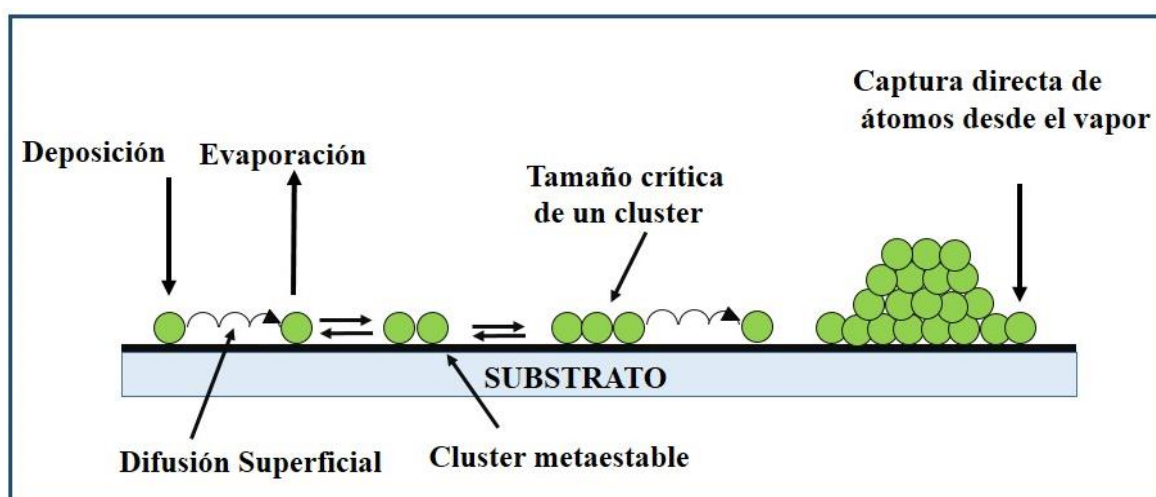 Captura directa de
átomos desde el vapor
Deposición
Evaporación
Tamaño crítica
de un cluster
SUBSTRATO
Difusión Superficial
Cluster metaestable